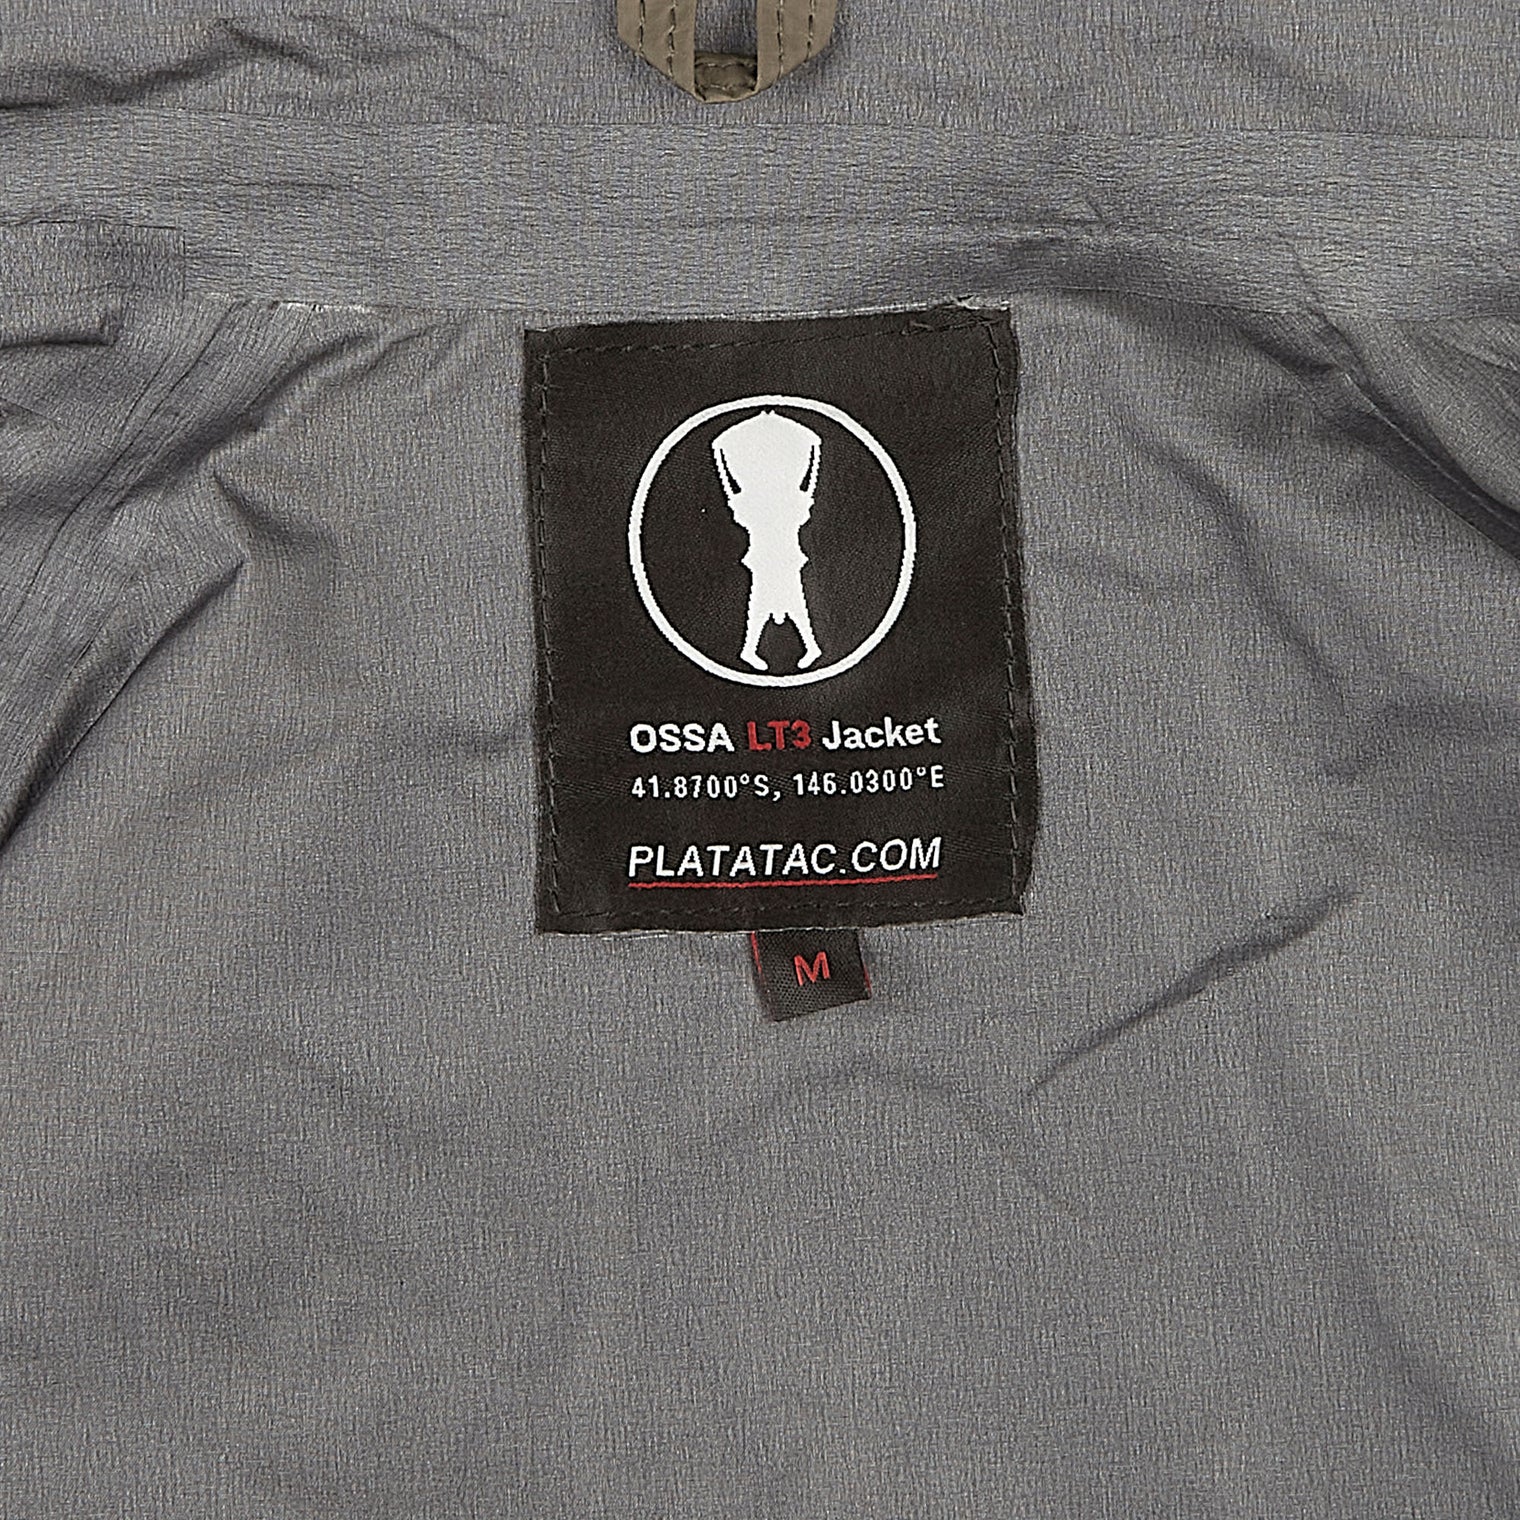 OSSA LT3 Jacket
41.8700°S, 146.0300°E
PLATATAC.COM
M